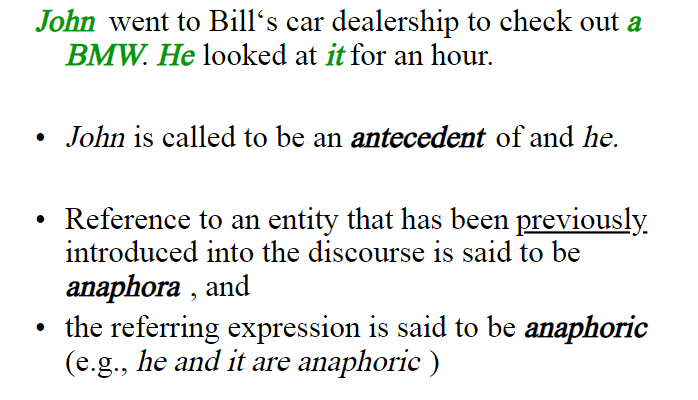 John went to Bill‘s car dealership to check out a
BMW. He looked at it for an hour.
• John is called to be an antecedent of and he.
• Reference to an entity that has been previously
introduced into the discourse is said to be
anaphora , and
• the referring expression is said to be anaphoric
(e.g., he and it are anaphoric )